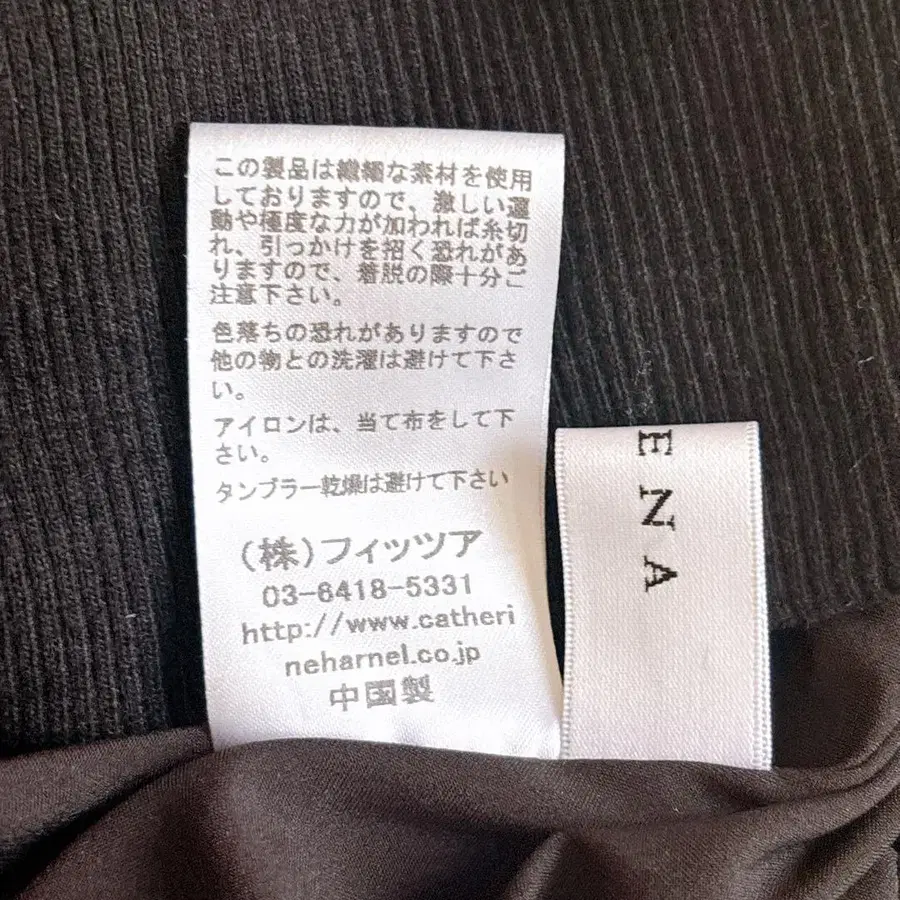 この製品は繊細な素材を使用
しておりますので、激しい運
動や極度な力が加われば糸切
れ、引っかけを招く恐れがあ
りますので、着脱の際十分ご
注意下さい。
色落ちの恐れがありますので
他の物との洗濯は避けて下さ
い。
アイロンは、当て布をして下
さい。
タンブラー乾燥は避けて下さい
(株)フィッツア
03-6418-5331
http://www.catheri
neharnel.co.jp
中国製
ENA